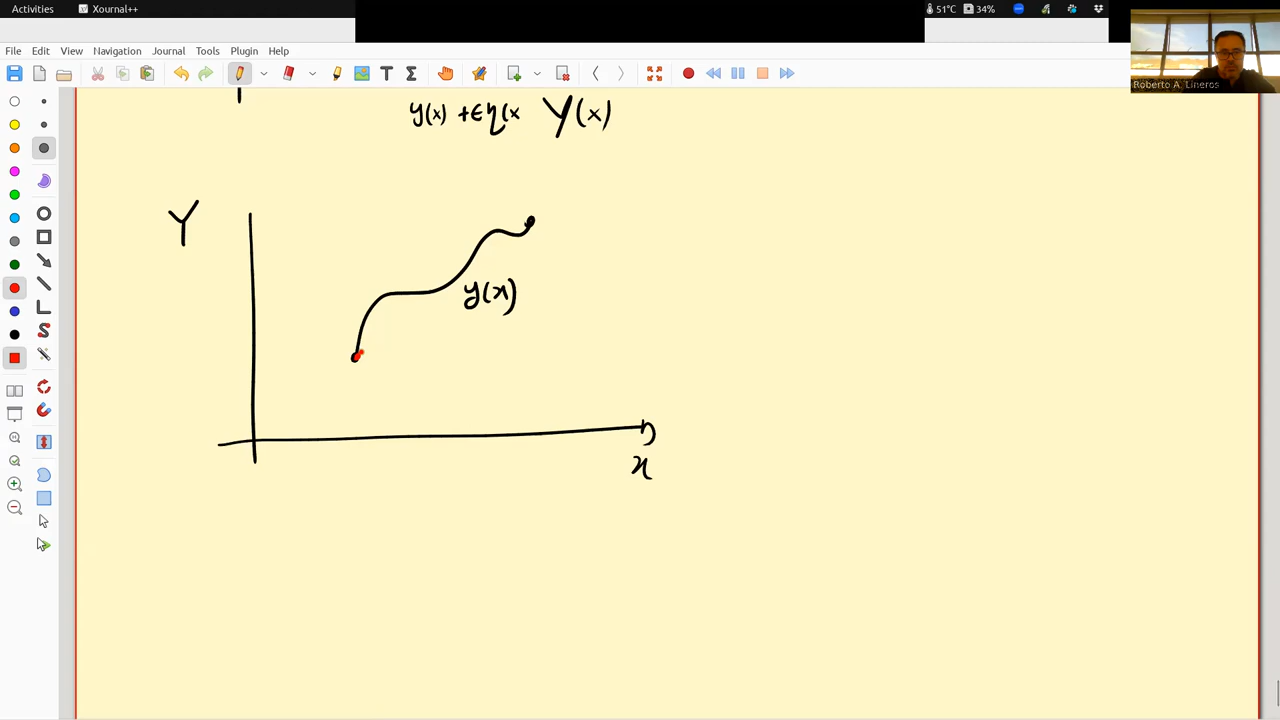 Activities Xournal++ 51°C 34%
File Edit View Navigation Journal Tools Plugin Help
Roberto A. Lineros
y(x) +εη(x Y(x)
Y
y(x)
x